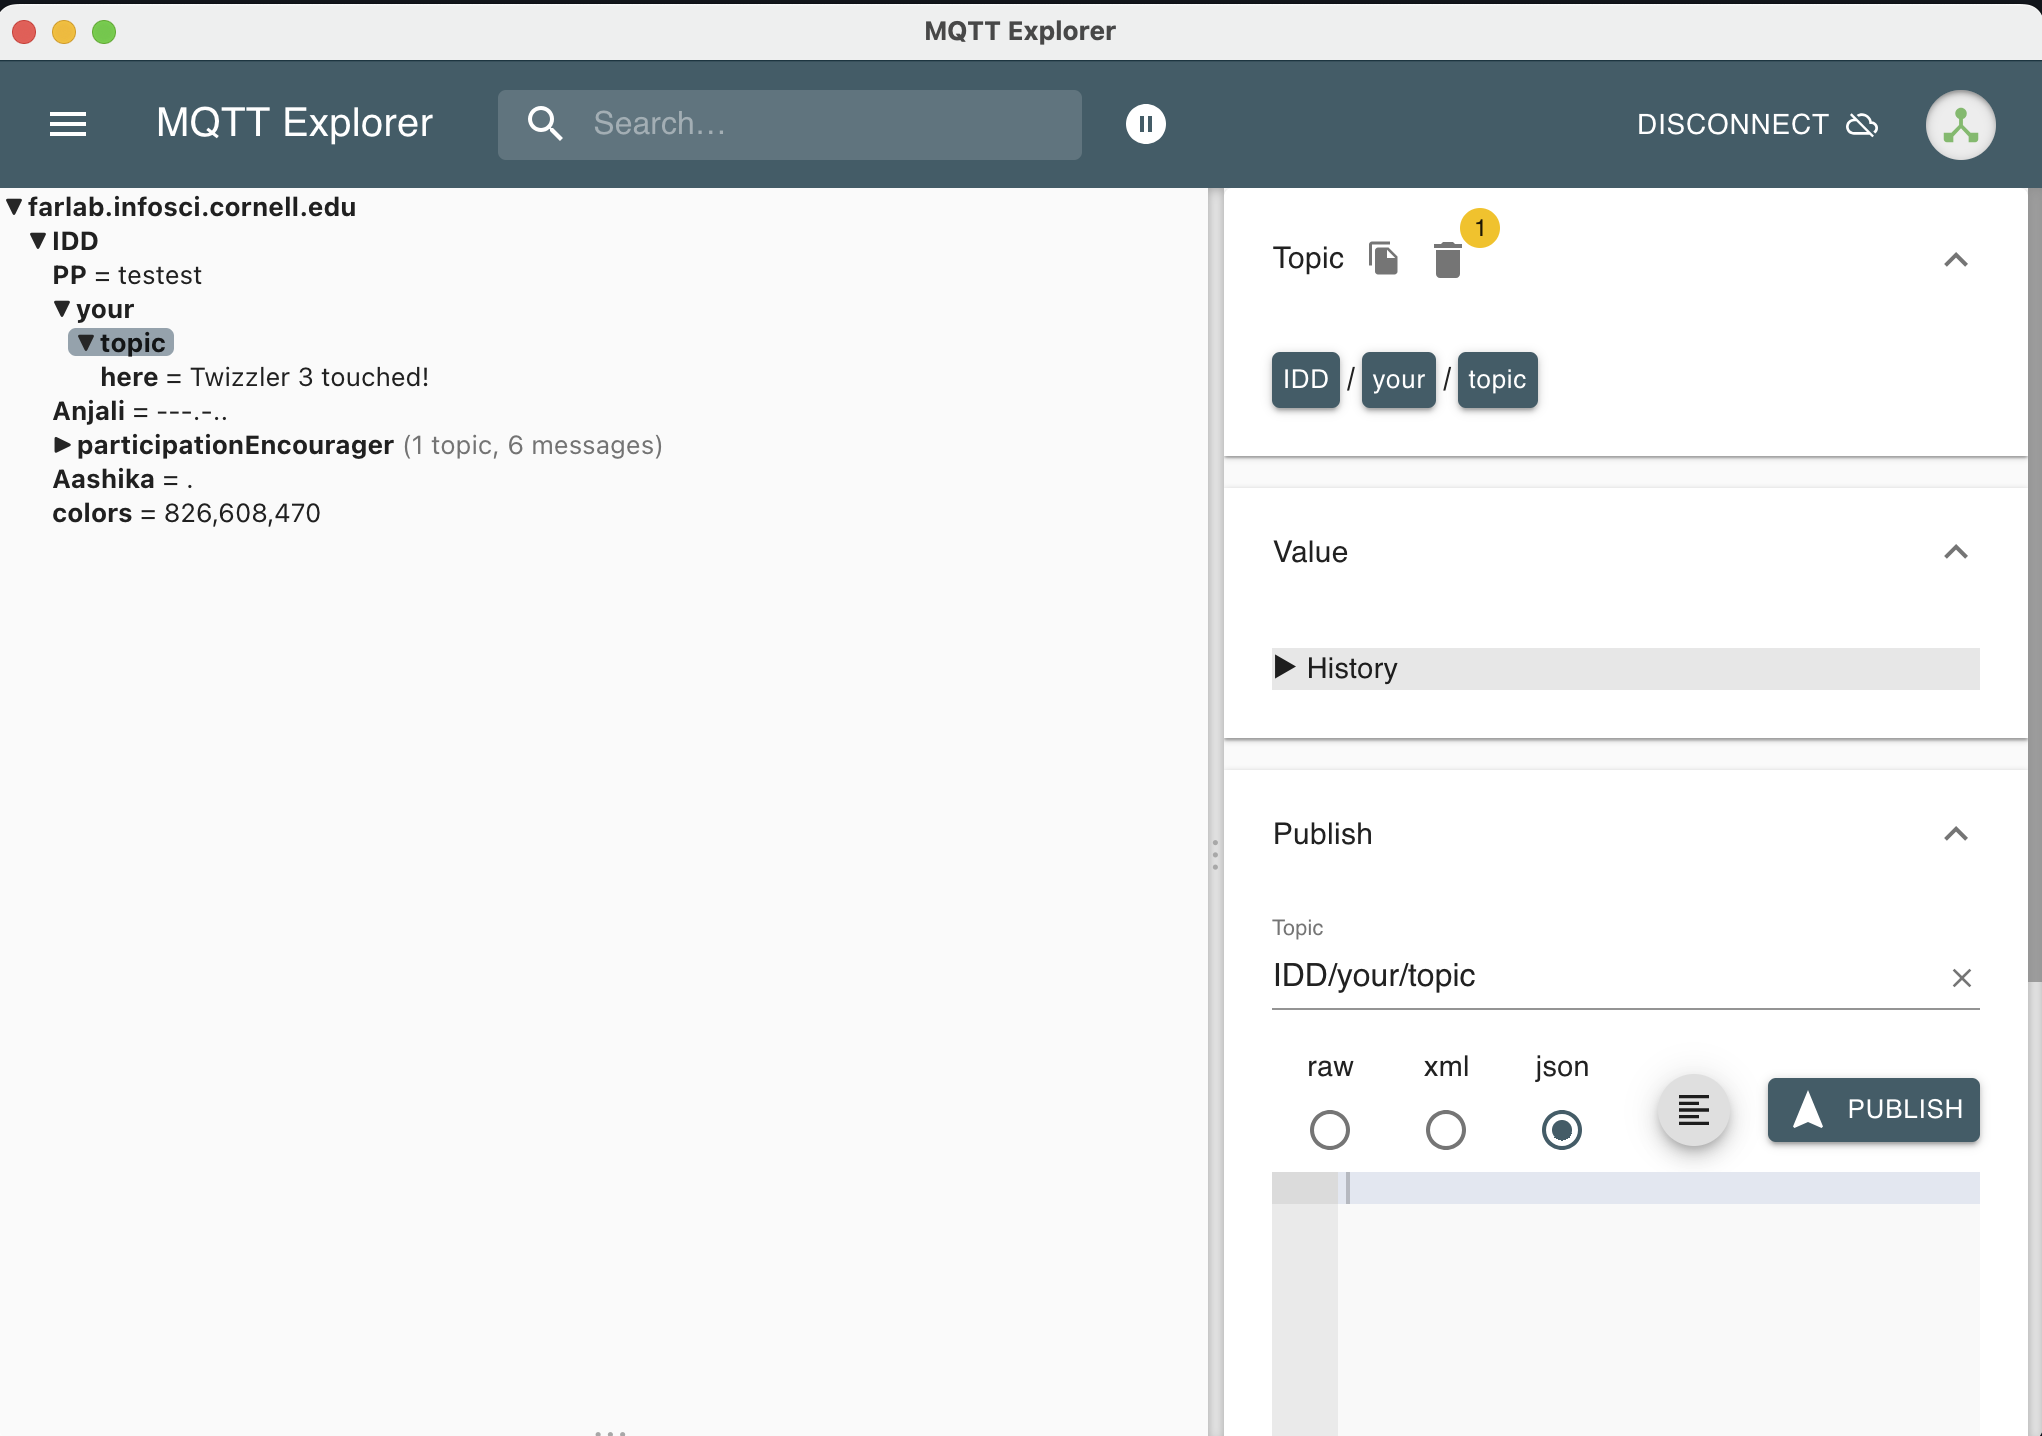 MQTT Explorer
MQTT Explorer
Search...
DISCONNECT
farlab.infosci.cornell.edu
IDD
PP = testest
your
topic
here = Twizzler 3 touched!
Anjali = ---.-..
participationEncourager (1 topic, 6 messages)
Aashika = .
colors = 826,608,470
Topic
1
IDD / your / topic
Value
History
Publish
Topic
IDD/your/topic
raw xml json
PUBLISH